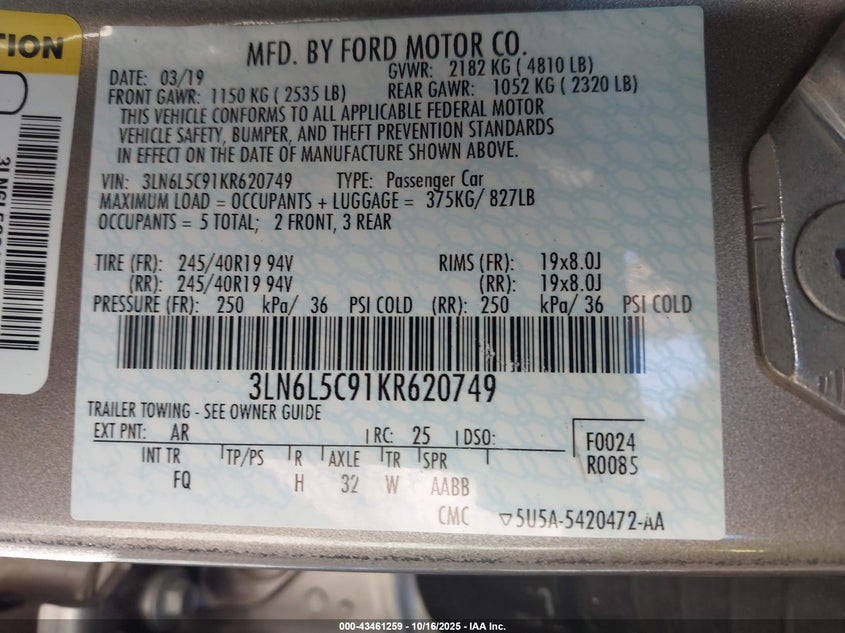 TION
MFD. BY FORD MOTOR CO.
DATE: 03/19 GVWR: 2182 KG ( 4810 LB)
FRONT GAWR: 1150 KG ( 2535 LB) REAR GAWR: 1052 KG ( 2320 LB)
THIS VEHICLE CONFORMS TO ALL APPLICABLE FEDERAL MOTOR
VEHICLE SAFETY, BUMPER, AND THEFT PREVENTION STANDARDS
IN EFFECT ON THE DATE OF MANUFACTURE SHOWN ABOVE.
VIN: 3LN6L5C91KR620749 TYPE: Passenger Car
MAXIMUM LOAD = OCCUPANTS + LUGGAGE = 375KG/ 827LB
OCCUPANTS = 5 TOTAL; 2 FRONT, 3 REAR
TIRE (FR): 245/40R19 94V RIMS (FR): 19x8.0J
(RR): 245/40R19 94V (RR): 19x8.0J
PRESSURE (FR): 250 kPa/ 36 PSI COLD (RR): 250 kPa/ 36 PSI COLD
3LN6L5C91KR620749
TRAILER TOWING - SEE OWNER GUIDE
EXT PNT: AR RC: 25 DSO: F0024
INT TR TP/PS R AXLE TR SPR R0085
FQ H 32 W AABB
CMC ▽5U5A-5420472-AA
000-43461259 - 10/16/2025 - IAA Inc.